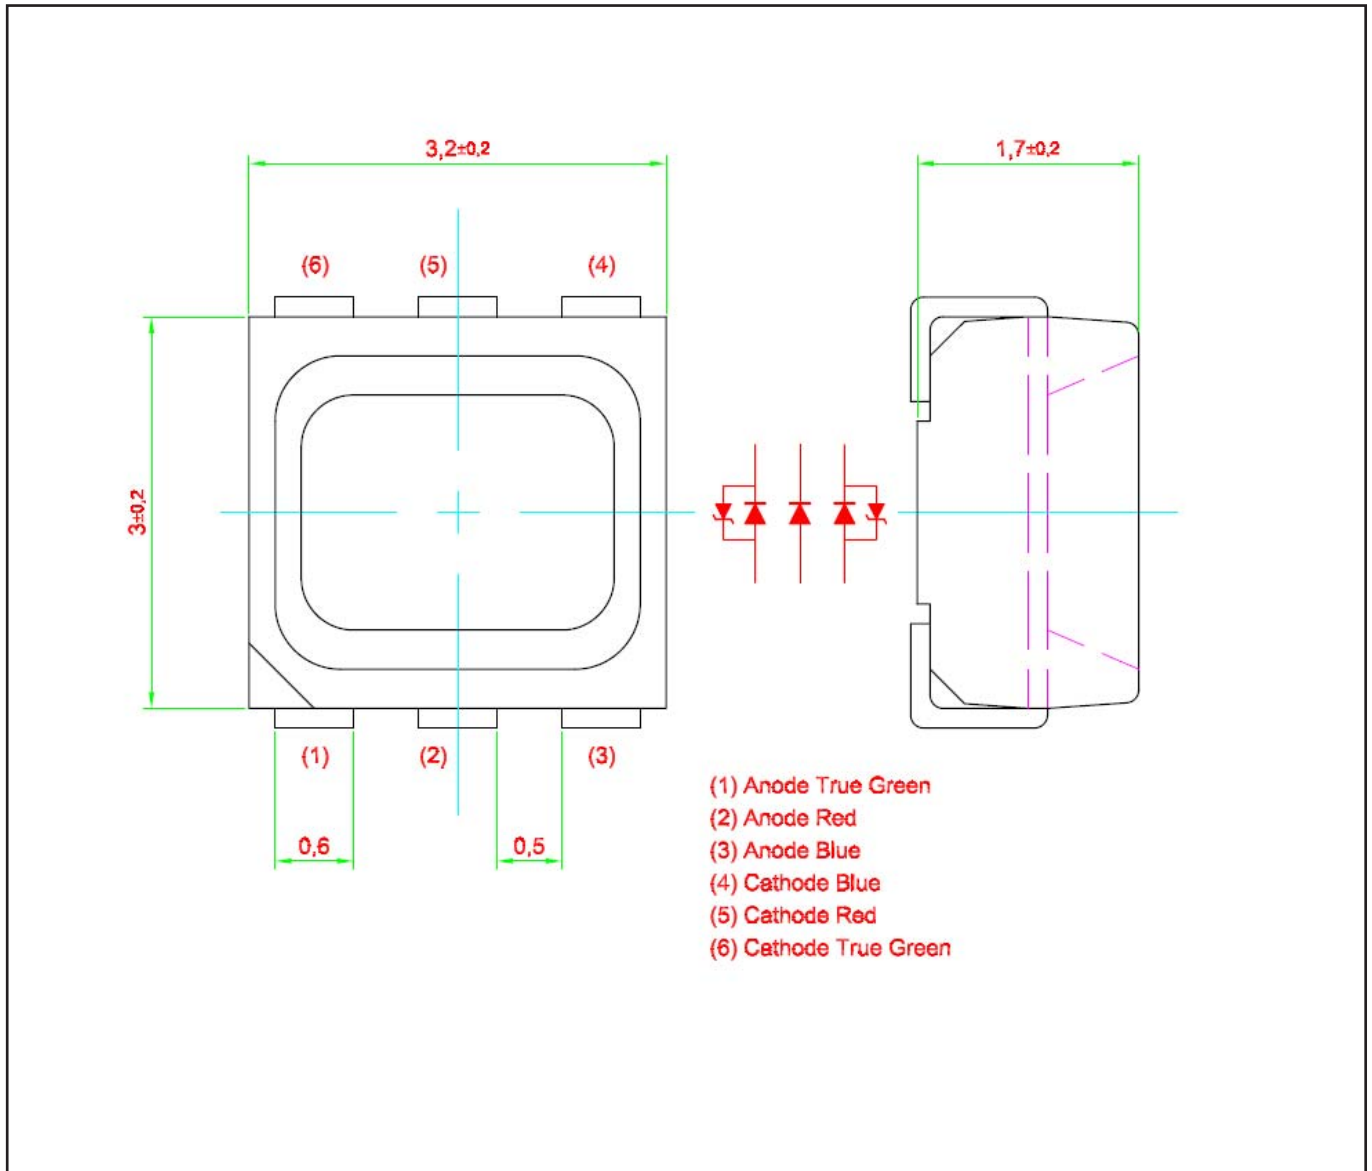 3,2±0,2
1,7±0,2
(6)
(5)
(4)
3±0,2
(1)
(2)
(3)
(1) Anode True Green
(2) Anode Red
0,6
0,5
(3) Anode Blue
(4) Cathode Blue
(5) Cathode Red
(6) Cathode True Green